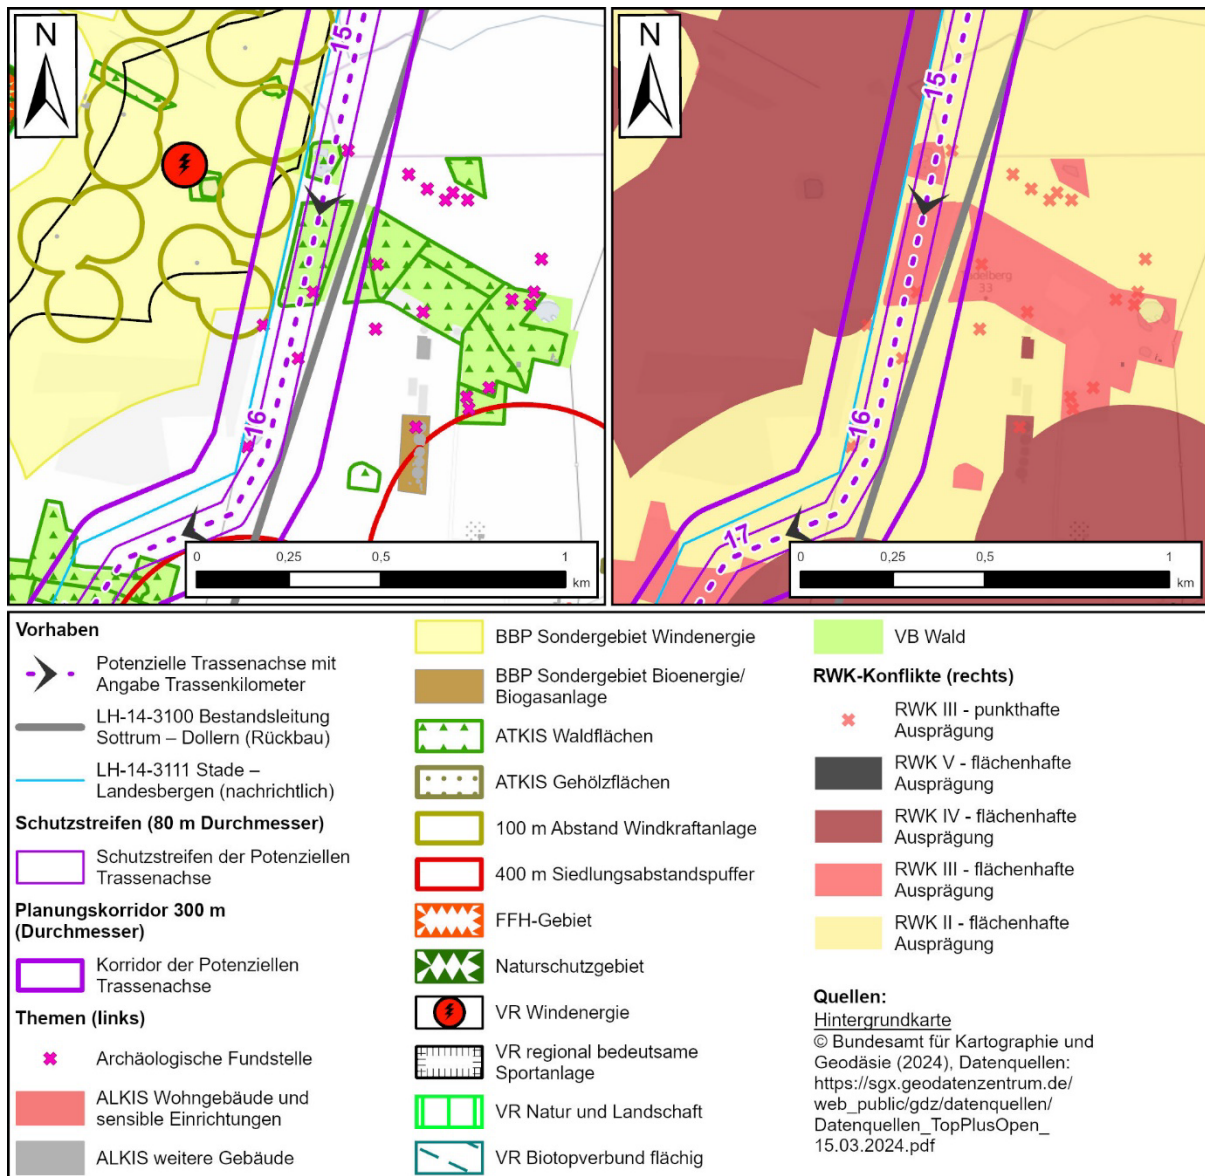 N
15
16
0
0,25
0,5
1
km
N
15
33
16
17
0
0,25
0,5
1
km
Vorhaben
Potenzielle Trassenachse mit
Angabe Trassenkilometer
LH-14-3100 Bestandsleitung
Sottrum – Dollern (Rückbau)
LH-14-3111 Stade –
Landesbergen (nachrichtlich)
Schutzstreifen (80 m Durchmesser)
Schutzstreifen der Potenziellen
Trassenachse
Planungskorridor 300 m
(Durchmesser)
Korridor der Potenziellen
Trassenachse
Themen (links)
Archäologische Fundstelle
ALKIS Wohngebäude und
sensible Einrichtungen
ALKIS weitere Gebäude
BBP Sondergebiet Windenergie
BBP Sondergebiet Bioenergie/
Biogasanlage
ATKIS Waldflächen
ATKIS Gehölzflächen
100 m Abstand Windkraftanlage
400 m Siedlungsabstandspuffer
FFH-Gebiet
Naturschutzgebiet
VR Windenergie
VR regional bedeutsame
Sportanlage
VR Natur und Landschaft
VR Biotopverbund flächig
VB Wald
RWK-Konflikte (rechts)
RWK III - punkthafte
Ausprägung
RWK V - flächenhafte
Ausprägung
RWK IV - flächenhafte
Ausprägung
RWK III - flächenhafte
Ausprägung
RWK II - flächenhafte
Ausprägung
Quellen:
Hintergrundkarte
© Bundesamt für Kartographie und
Geodäsie (2024), Datenquellen:
https://sgx.geodatenzentrum.de/
web_public/gdz/datenquellen/
Datenquellen_TopPlusOpen_
15.03.2024.pdf